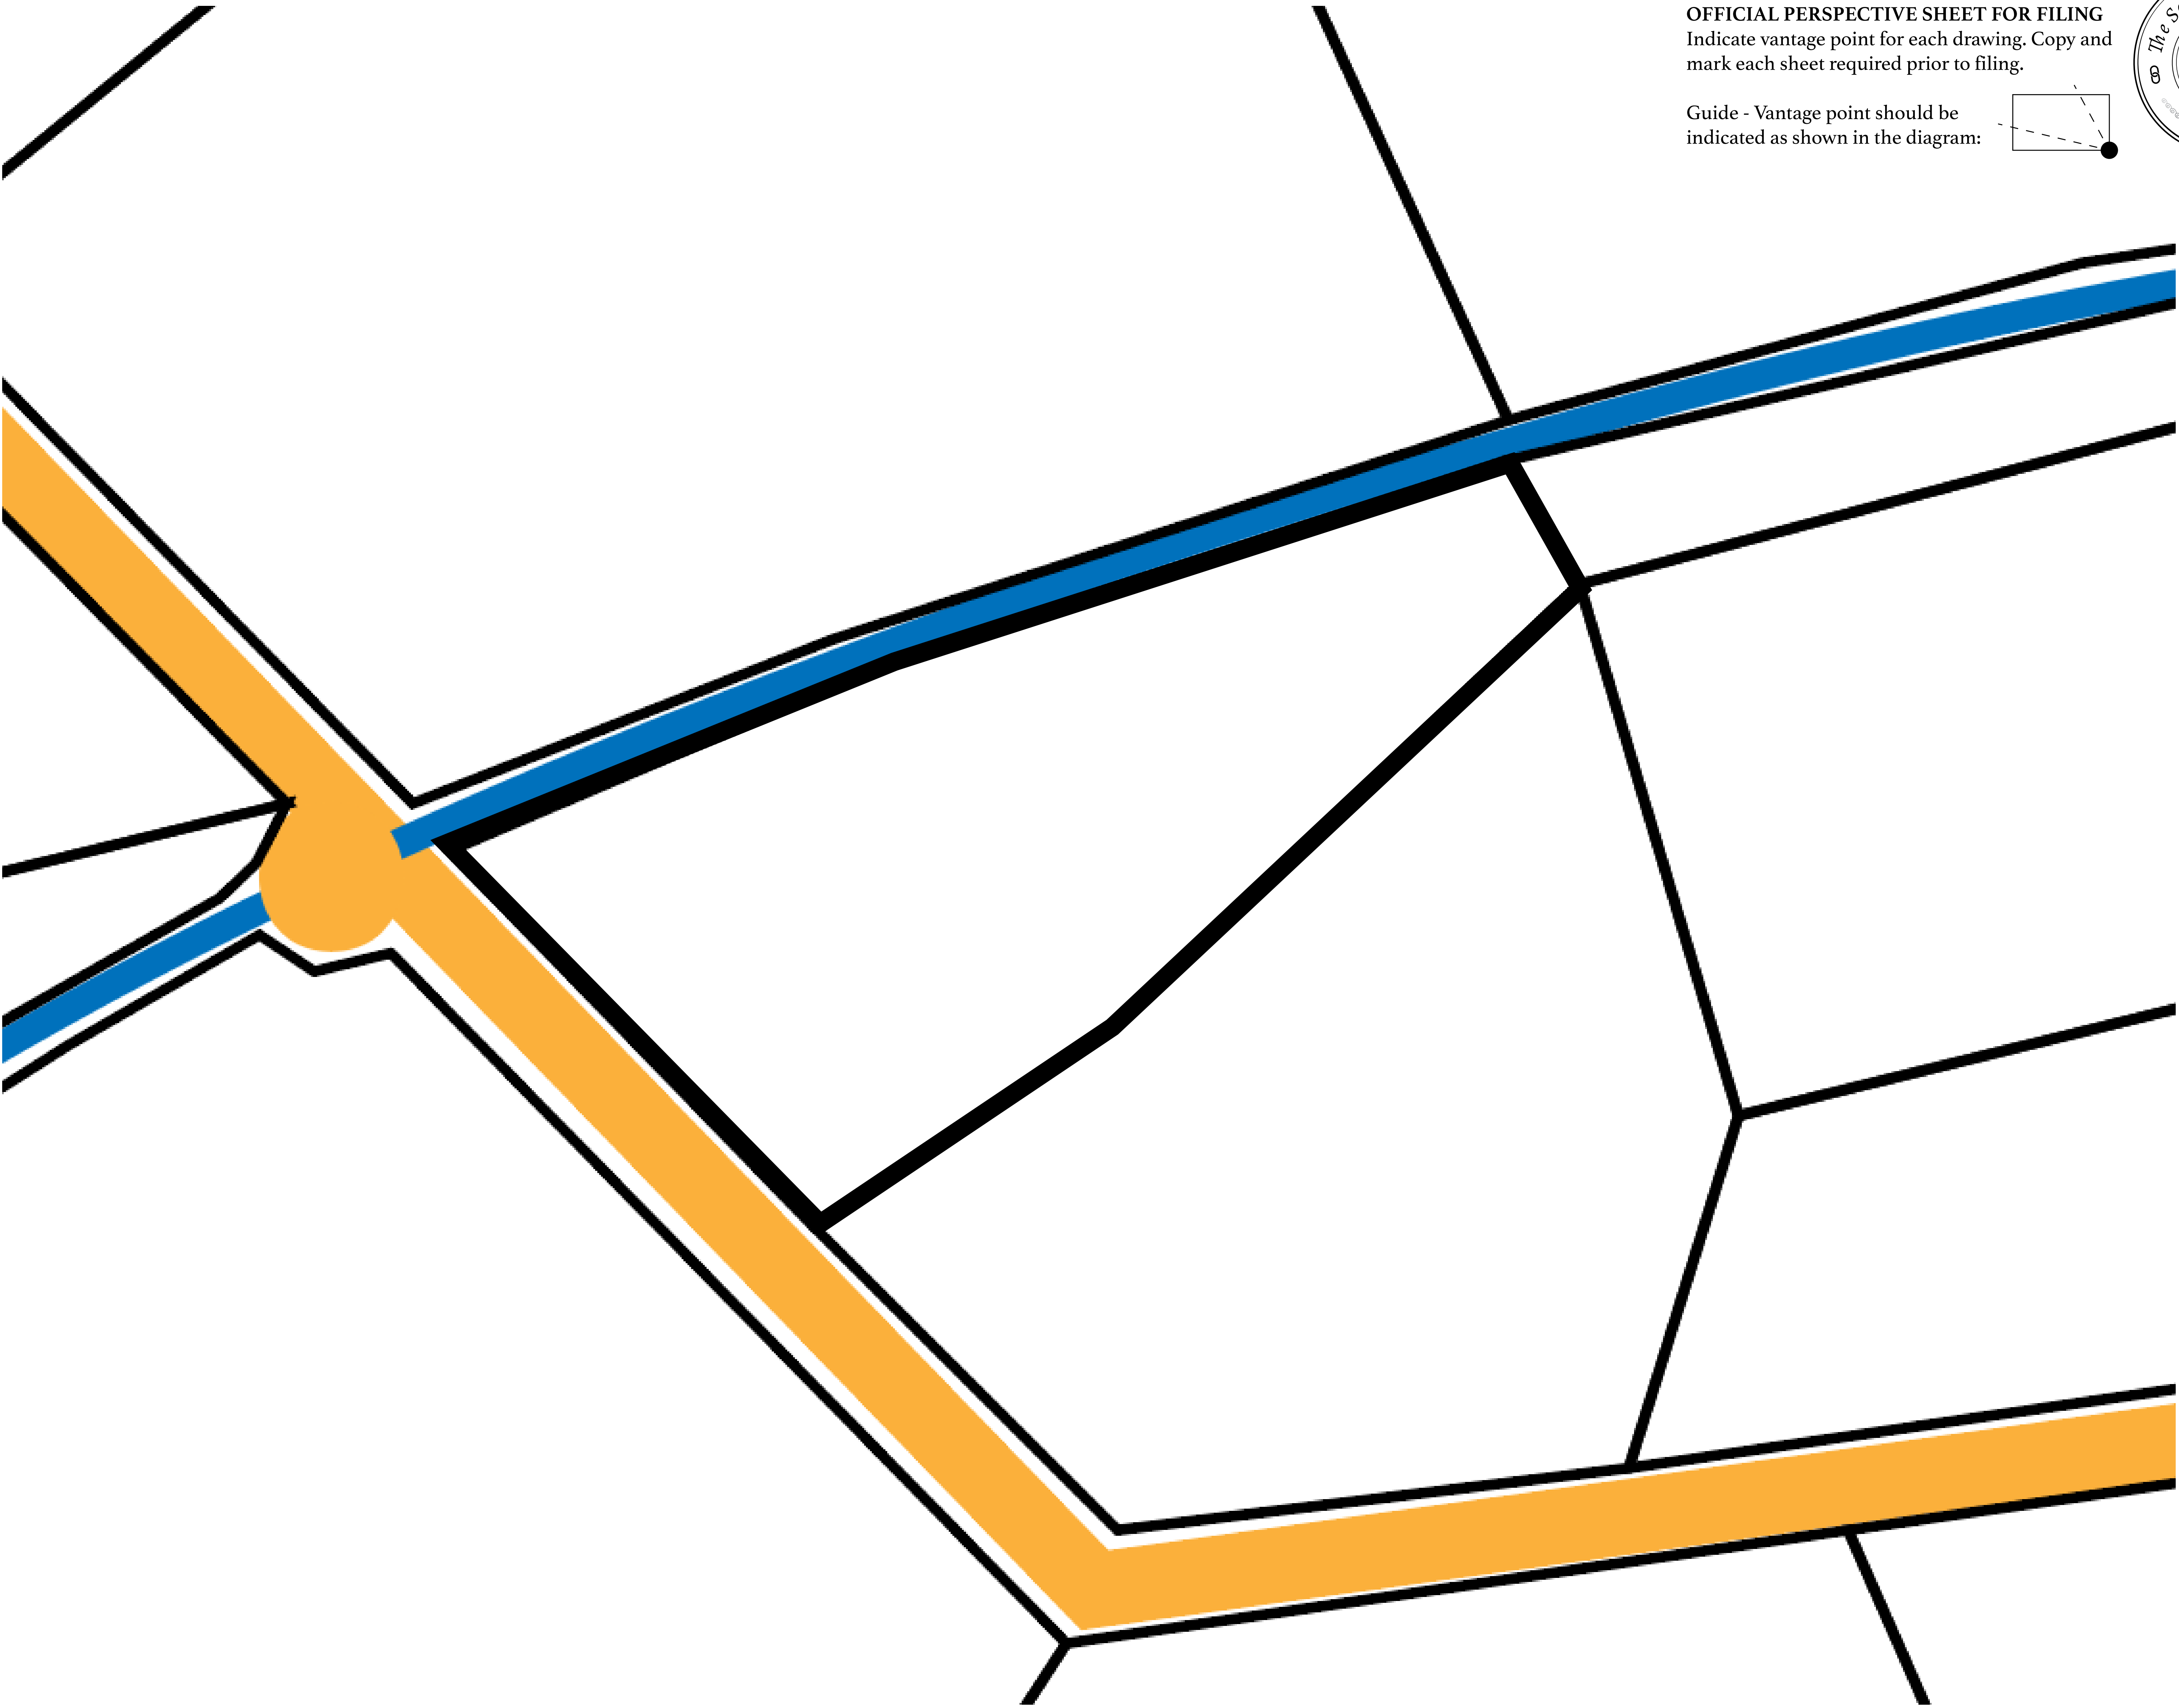 OFFICIAL PERSPECTIVE SHEET FOR FILING
Indicate vantage point for each drawing. Copy and
mark each sheet required prior to filing.
Guide - Vantage point should be
indicated as shown in the diagram:
The